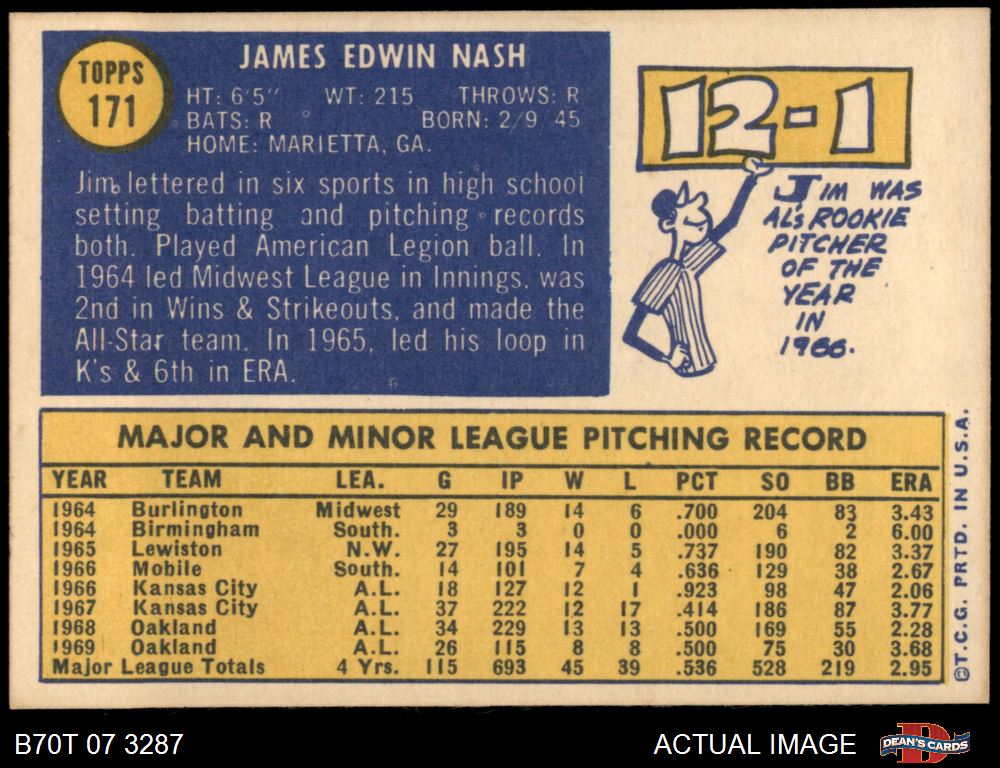 TOPPS
171
JAMES EDWIN NASH
HT: 6'5" WT: 215 THROWS: R
BATS: R BORN: 2/9 45
HOME: MARIETTA, GA.
Jim lettered in six sports in high school
setting batting and pitching records
both. Played American Legion ball. In
1964 led Midwest League in Innings, was
2nd in Wins & Strikeouts, and made the
All-Star team. In 1965, led his loop in
K's & 6th in ERA.
12-1
JIM WAS
AL'S ROOKIE
PITCHER
OF THE
YEAR
IN
1966.
MAJOR AND MINOR LEAGUE PITCHING RECORD
YEAR TEAM LEA. G IP W L PCT SO BB ERA
1964 Burlington Midwest 29 189 14 6 .700 204 83 3.43
1964 Birmingham South. 3 3 0 0 .000 6 2 6.00
1965 Lewiston N.W. 27 195 14 5 .737 190 82 3.37
1966 Mobile South. 14 101 7 4 .636 129 38 2.67
1966 Kansas City A.L. 18 127 12 1 .923 98 47 2.06
1967 Kansas City A.L. 37 222 12 17 .414 186 87 3.77
1968 Oakland A.L. 34 229 13 13 .500 169 55 2.28
1969 Oakland A.L. 26 115 8 8 .500 75 30 3.68
Major League Totals 4 Yrs. 115 693 45 39 .536 528 219 2.95
©T.C.G. PRTD. IN U.S.A.
B70T 07 3287
ACTUAL IMAGE
DEAN'S CARDS